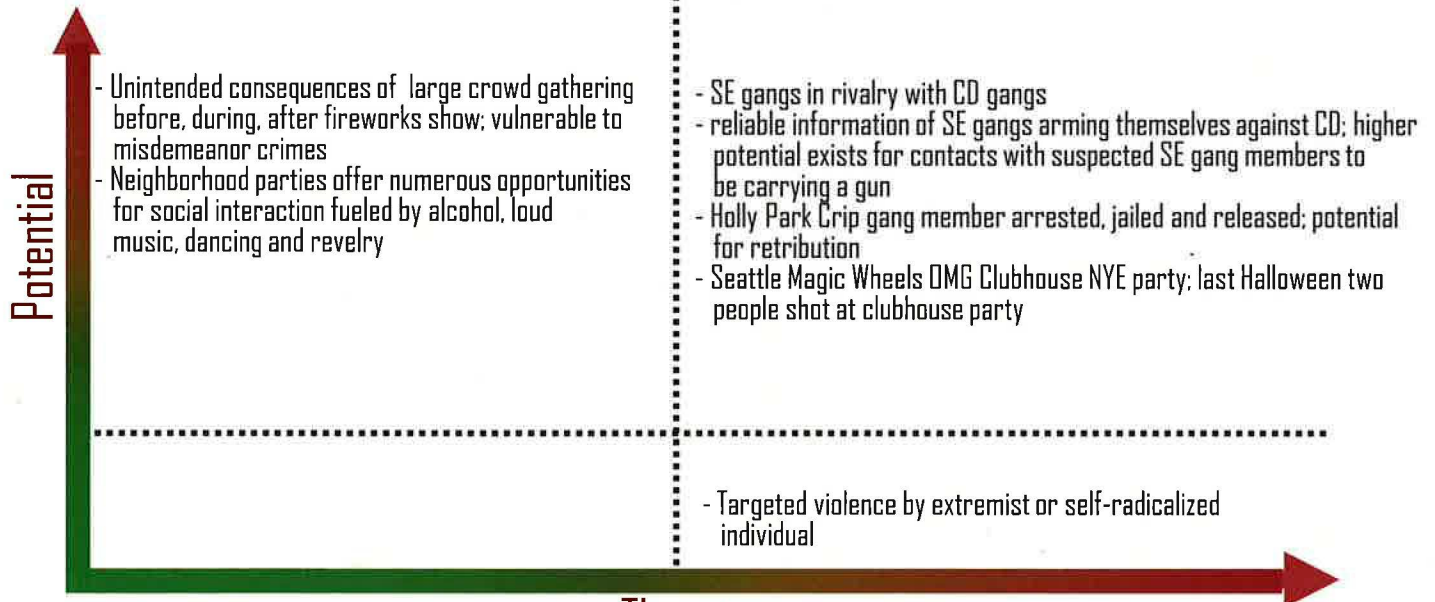 Potential
- Unintended consequences of large crowd gathering
before, during, after fireworks show; vulnerable to
misdemeanor crimes
- Neighborhood parties offer numerous opportunities
for social interaction fueled by alcohol, loud
music, dancing and revelry
- SE gangs in rivalry with CD gangs
- reliable information of SE gangs arming themselves against CD; higher
potential exists for contacts with suspected SE gang members to
be carrying a gun
- Holly Park Crip gang member arrested, jailed and released; potential
for retribution
- Seattle Magic Wheels OMG Clubhouse NYE party; last Halloween two
people shot at clubhouse party
- Targeted violence by extremist or self-radicalized
individual